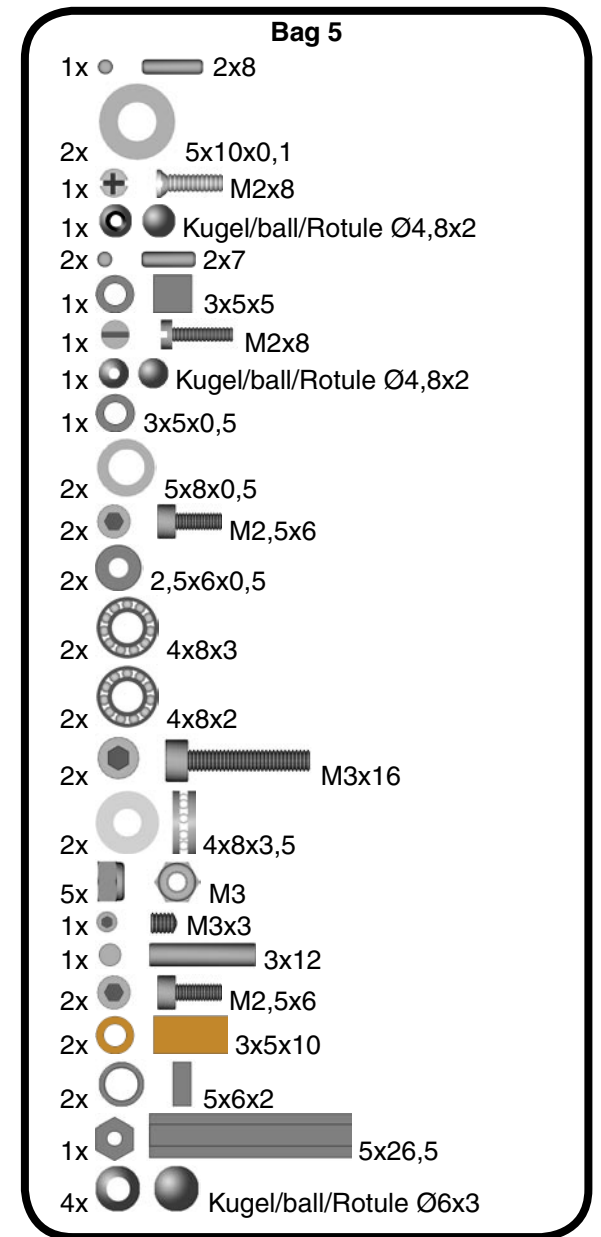 Bag 5
1x 2x8
2x 5x10x0,1
1x M2x8
1x Kugel/ball/Rotule Ø4,8x2
2x 2x7
1x 3x5x5
1x M2x8
1x Kugel/ball/Rotule Ø4,8x2
1x 3x5x0,5
2x 5x8x0,5
2x M2,5x6
2x 2,5x6x0,5
2x 4x8x3
2x 4x8x2
2x M3x16
2x 4x8x3,5
5x M3
1x M3x3
1x 3x12
2x M2,5x6
2x 3x5x10
2x 5x6x2
1x 5x26,5
4x Kugel/ball/Rotule Ø6x3